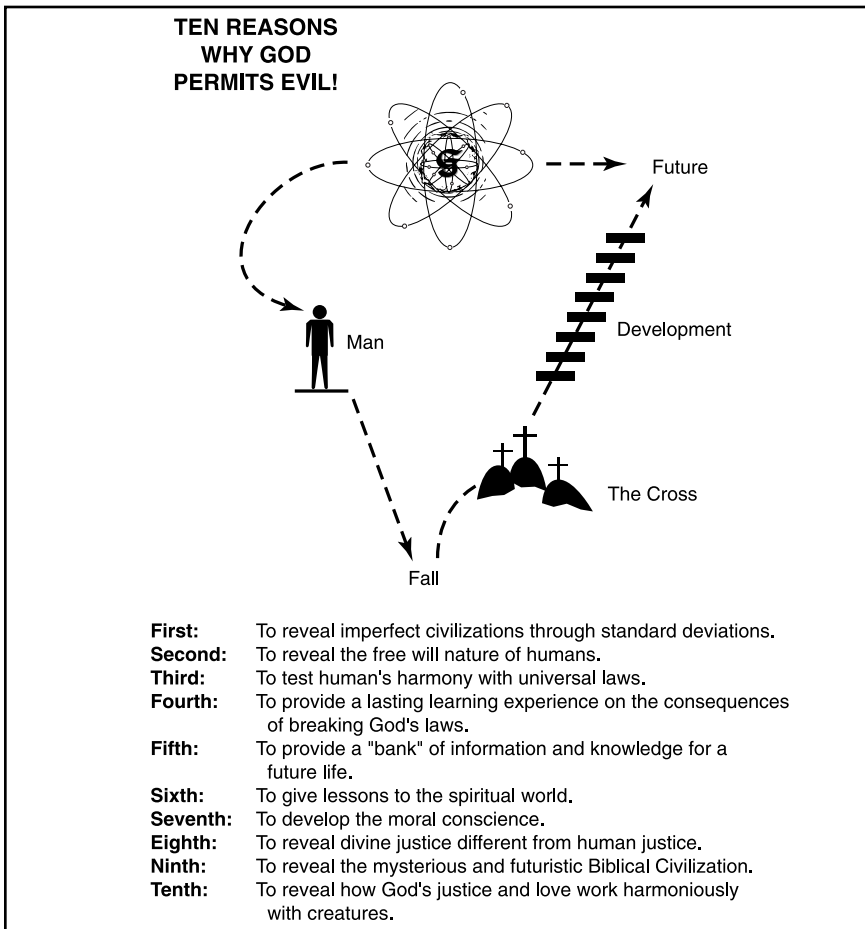 TEN REASONS
WHY GOD
PERMITS EVIL!
Future
Man
Development
The Cross
Fall
First: To reveal imperfect civilizations through standard deviations.
Second: To reveal the free will nature of humans.
Third: To test human's harmony with universal laws.
Fourth: To provide a lasting learning experience on the consequences
of breaking God's laws.
Fifth: To provide a "bank" of information and knowledge for a
future life.
Sixth: To give lessons to the spiritual world.
Seventh: To develop the moral conscience.
Eighth: To reveal divine justice different from human justice.
Ninth: To reveal the mysterious and futuristic Biblical Civilization.
Tenth: To reveal how God's justice and love work harmoniously
with creatures.